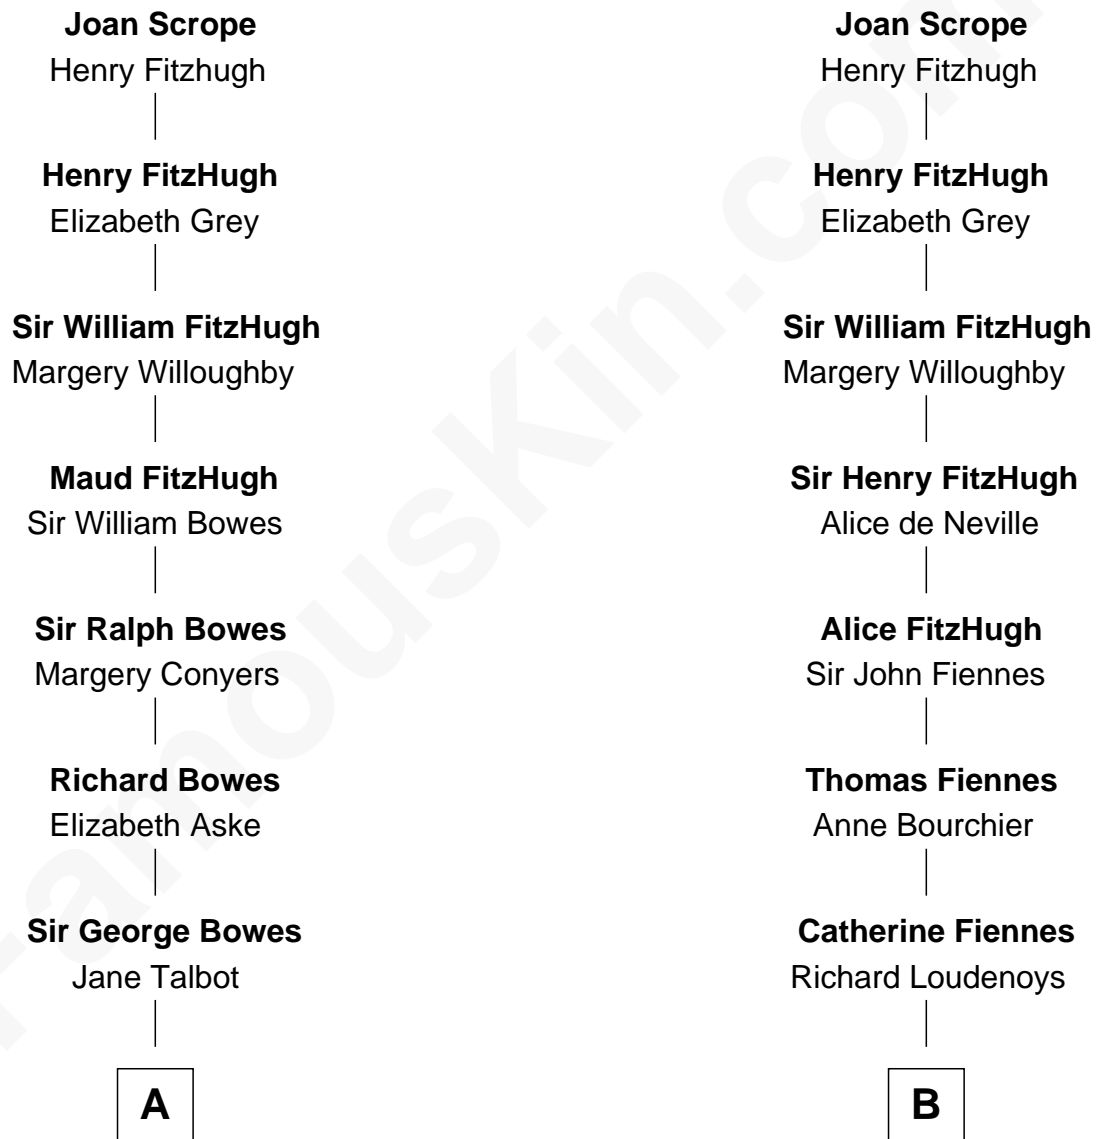 Joan Scrope
Henry Fitzhugh
Henry FitzHugh
Elizabeth Grey
Sir William FitzHugh
Margery Willoughby
Maud FitzHugh
Sir William Bowes
Sir Ralph Bowes
Margery Conyers
Richard Bowes
Elizabeth Aske
Sir George Bowes
Jane Talbot
A
Joan Scrope
Henry Fitzhugh
Henry FitzHugh
Elizabeth Grey
Sir William FitzHugh
Margery Willoughby
Sir Henry FitzHugh
Alice de Neville
Alice FitzHugh
Sir John Fiennes
Thomas Fiennes
Anne Bourchier
Catherine Fiennes
Richard Loudenoys
B
FamousKin.com